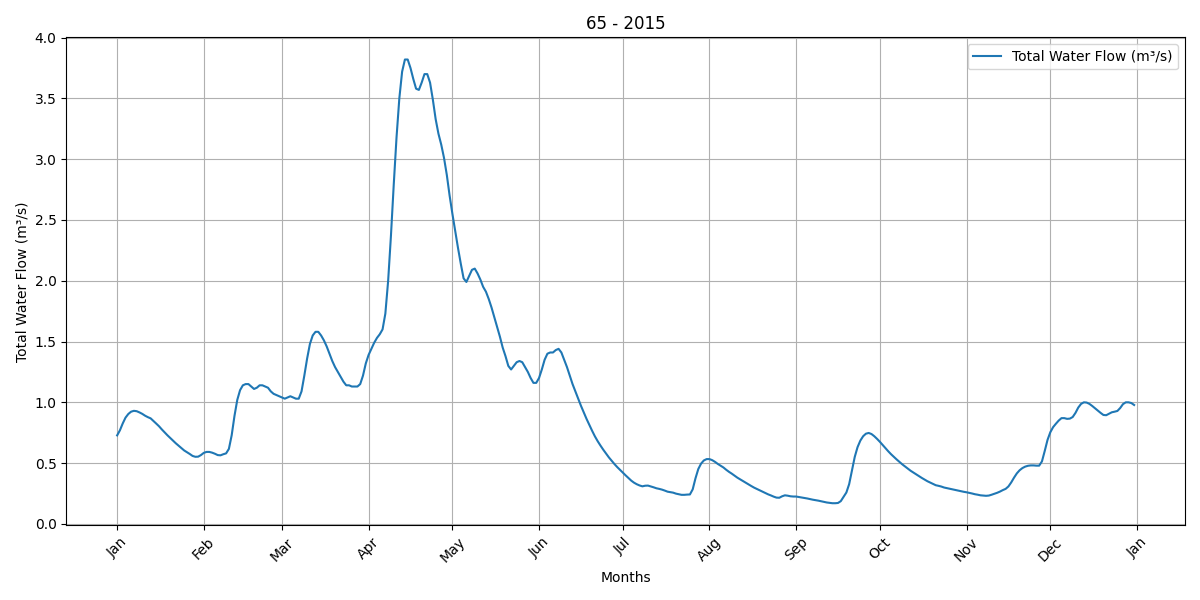 65 - 2015
Total Water Flow (m³/s)
4.0
3.5
3.0
2.5
2.0
1.5
1.0
0.5
0.0
Total Water Flow (m³/s)
Jan Feb Mar Apr May Jun Jul Aug Sep Oct Nov Dec Jan
Months